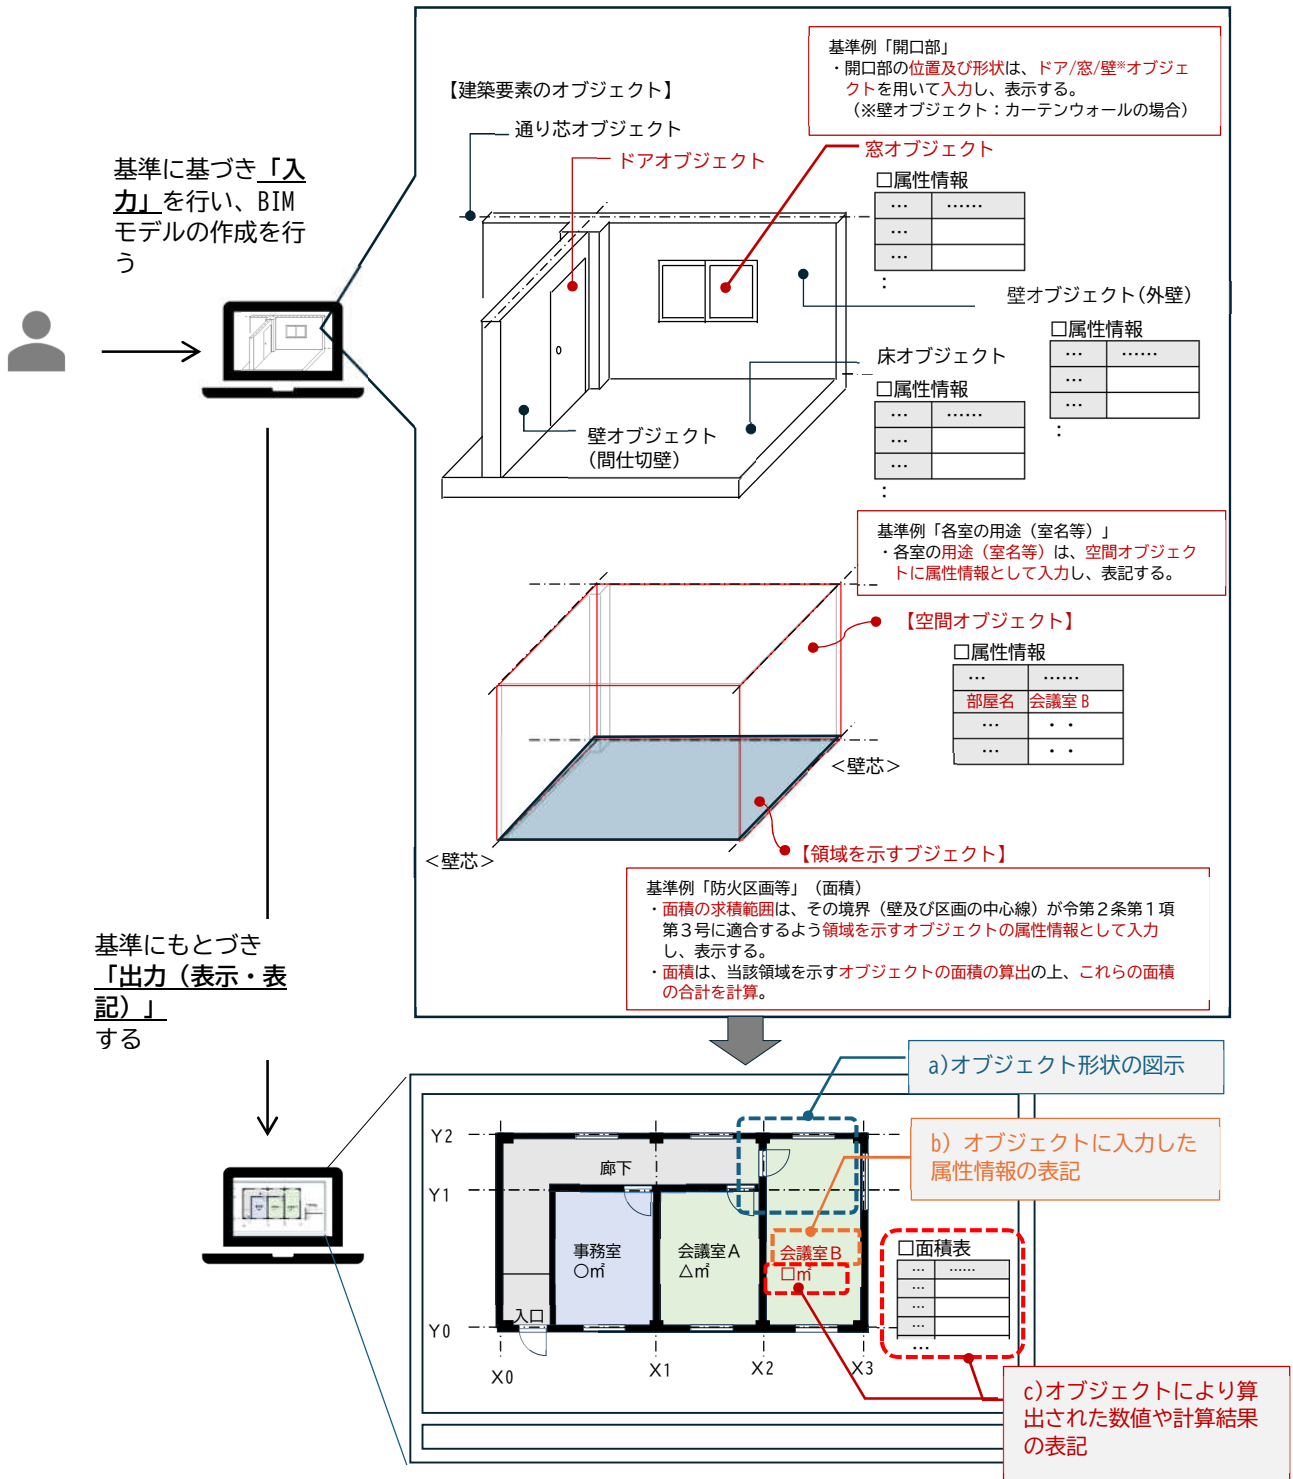 基準例「開口部」
・開口部の位置及び形状は、ドア/窓/壁※オブジェ
クトを用いて入力し、表示する。
（※壁オブジェクト：カーテンウォールの場合）
【建築要素のオブジェクト】
通り芯オブジェクト
ドアオブジェクト
窓オブジェクト
□属性情報
… ……
…
…
：
基準に基づき「入
力」を行い、BIM
モデルの作成を行
う
壁オブジェクト(外壁)
□属性情報
… ……
…
…
：
床オブジェクト
□属性情報
… ……
…
…
：
壁オブジェクト
(間仕切壁)
基準例「各室の用途（室名等）」
・各室の用途（室名等）は、空間オブジェク
トに属性情報として入力し、表記する。
【空間オブジェクト】
□属性情報
… ……
部屋名 会議室B
… ・・
… ・・
＜壁芯＞
＜壁芯＞
【領域を示すブジェクト】
基準例「防火区画等」（面積）
・面積の求積範囲は、その境界（壁及び区画の中心線）が令第２条第１項
第３号に適合するよう領域を示すオブジェクトの属性情報として入力
し、表示する。
・面積は、当該領域を示すオブジェクトの面積の算出の上、これらの面積
の合計を計算。
基準にもとづき
「出力（表示・表
記）」
する
a)オブジェクト形状の図示
b) オブジェクトに入力した
属性情報の表記
Y2
廊下
Y1
事務室
○㎡
会議室A
△㎡
会議室B
□㎡
□面積表
… ……
…
…
…
…
入口
Y0
X0
X1
X2
X3
c)オブジェクトにより算
出された数値や計算結果
の表記